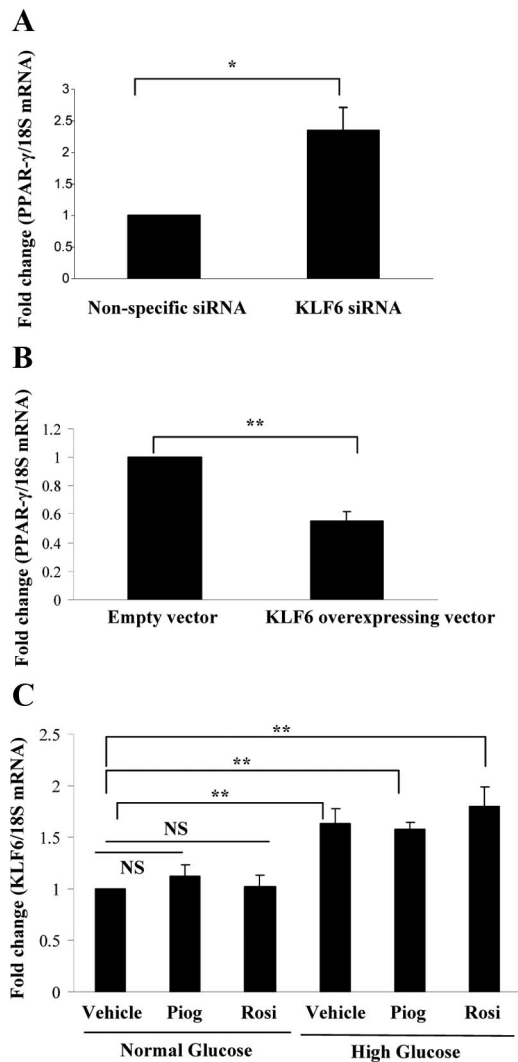 A
Fold change (PPAR-γ/18S mRNA)
*
3
2.5
2
1.5
1
0.5
0
Non-specific siRNA KLF6 siRNA
B
Fold change (PPAR-γ/18S mRNA)
**
1.2
1
0.8
0.6
0.4
0.2
0
Empty vector KLF6 overexpressing vector
C
Fold change (KLF6/18S mRNA)
2.5
2
1.5
1
0.5
0
**
**
**
NS
NS
Vehicle Piog Rosi Vehicle Piog Rosi
Normal Glucose High Glucose